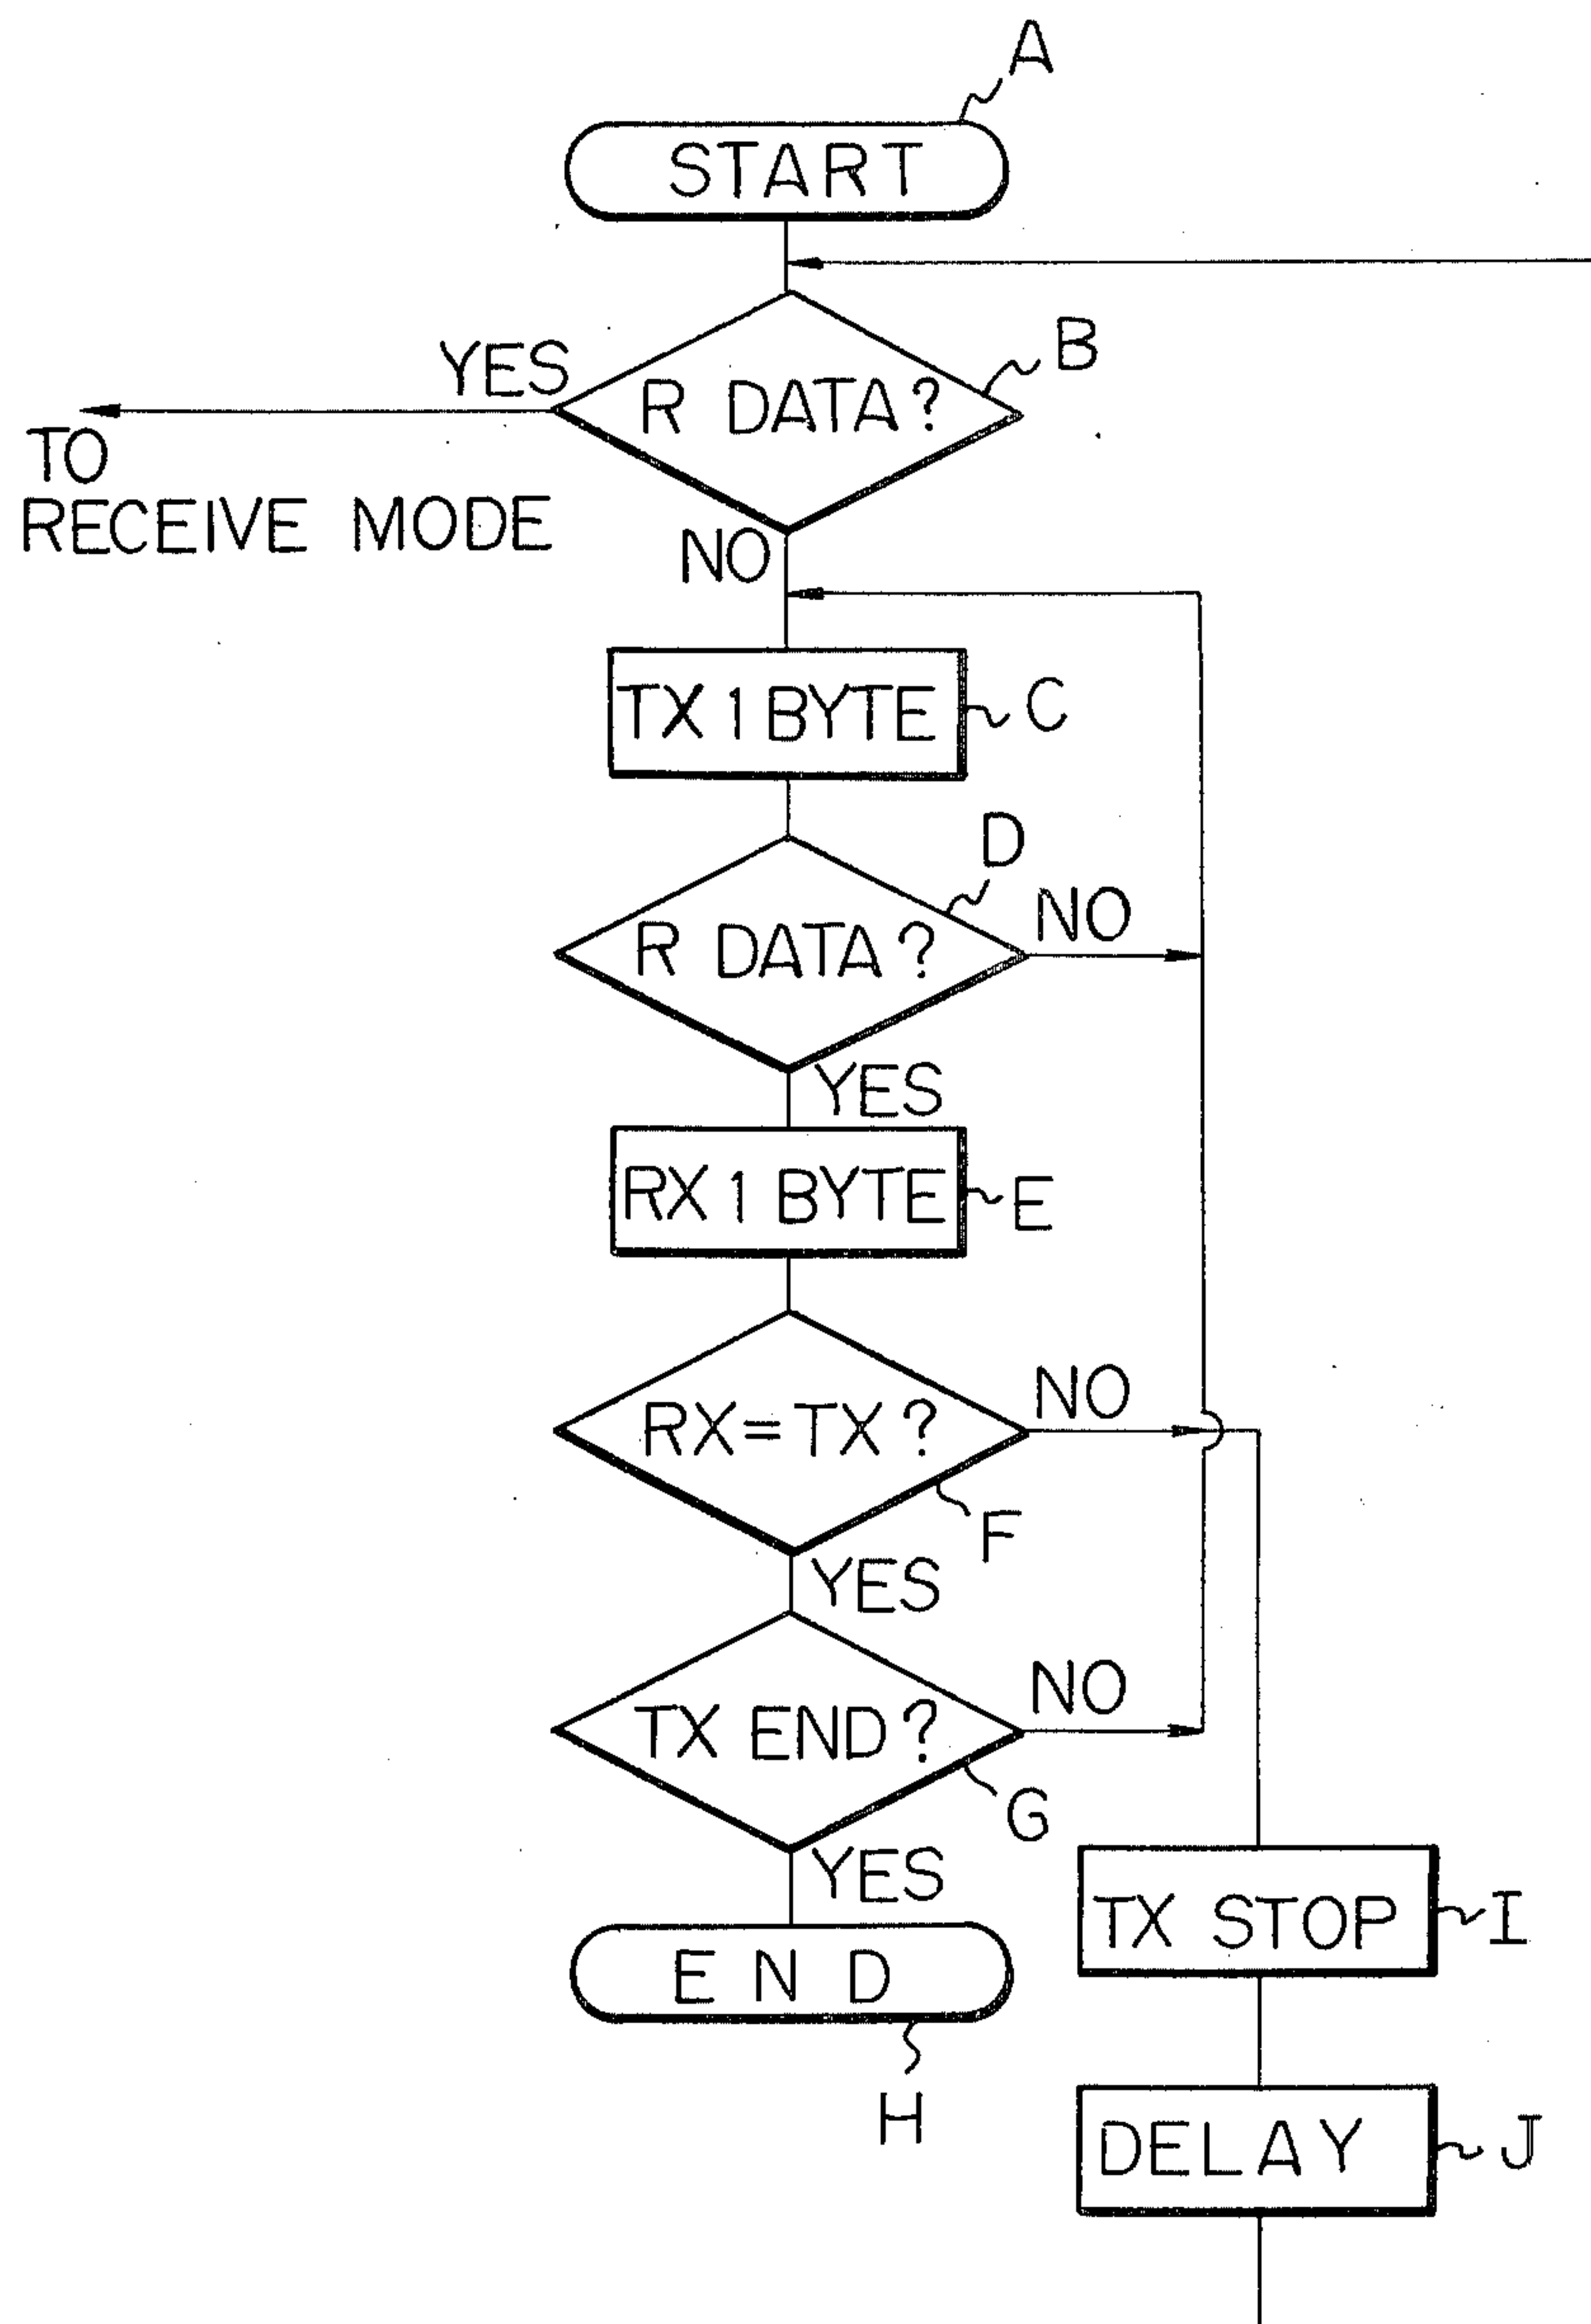 A
START
B
YES
R DATA?
TO
RECEIVE MODE
NO
TX 1 BYTE
C
D
NO
R DATA?
YES
RX 1 BYTE
E
NO
RX=TX?
F
YES
NO
TX END?
G
YES
TX STOP
I
END
H
DELAY
J